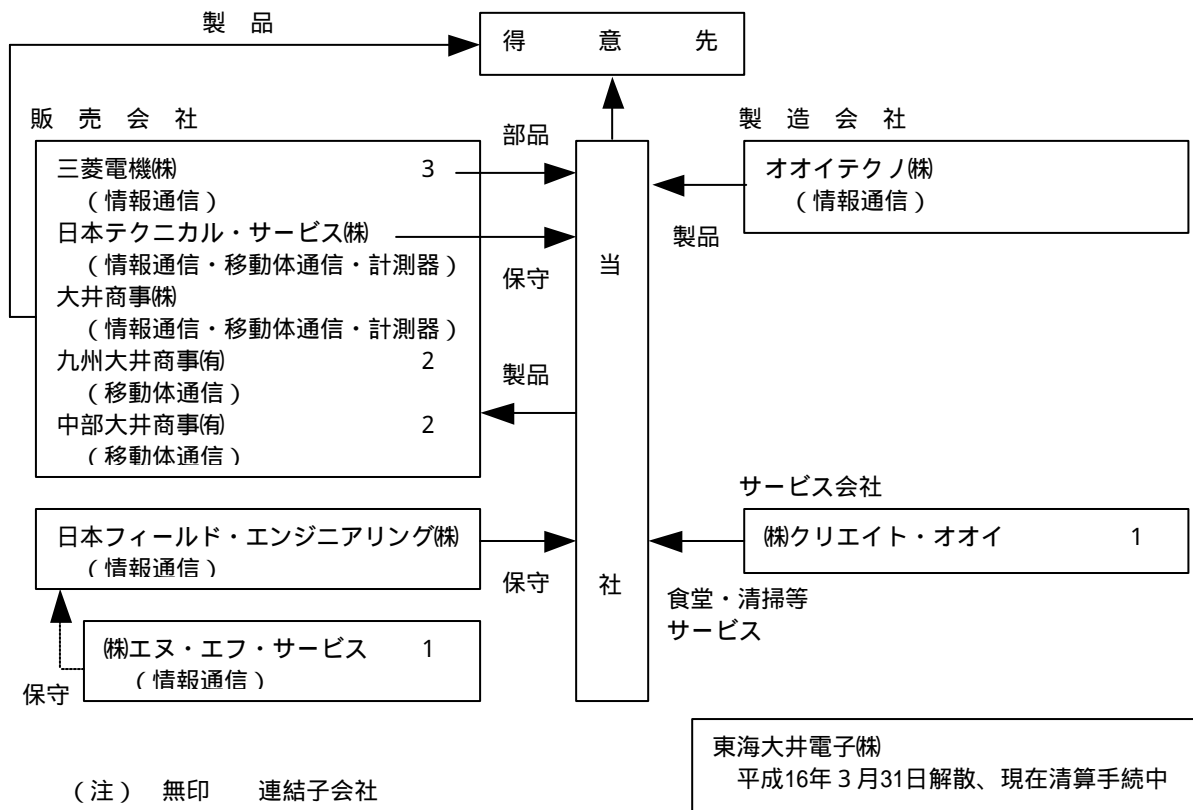 製 品
得 意 先
販 売 会 社
三菱電機㈱ 3
（情報通信）
日本テクニカル・サービス㈱
（情報通信・移動体通信・計測器）
大井商事㈱
（情報通信・移動体通信・計測器）
九州大井商事㈲ 2
（移動体通信）
中部大井商事㈲ 2
（移動体通信）
部品
保守
製品
当 社
製 造 会 社
オオイテクノ㈱
（情報通信）
製品
サービス会社
㈱クリエイト・オオイ 1
食堂・清掃等
サービス
日本フィールド・エンジニアリング㈱
（情報通信）
保守
㈱エヌ・エフ・サービス 1
（情報通信）
保守
東海大井電子㈱
平成16年３月31日解散、現在清算手続中
（注） 無印 連結子会社